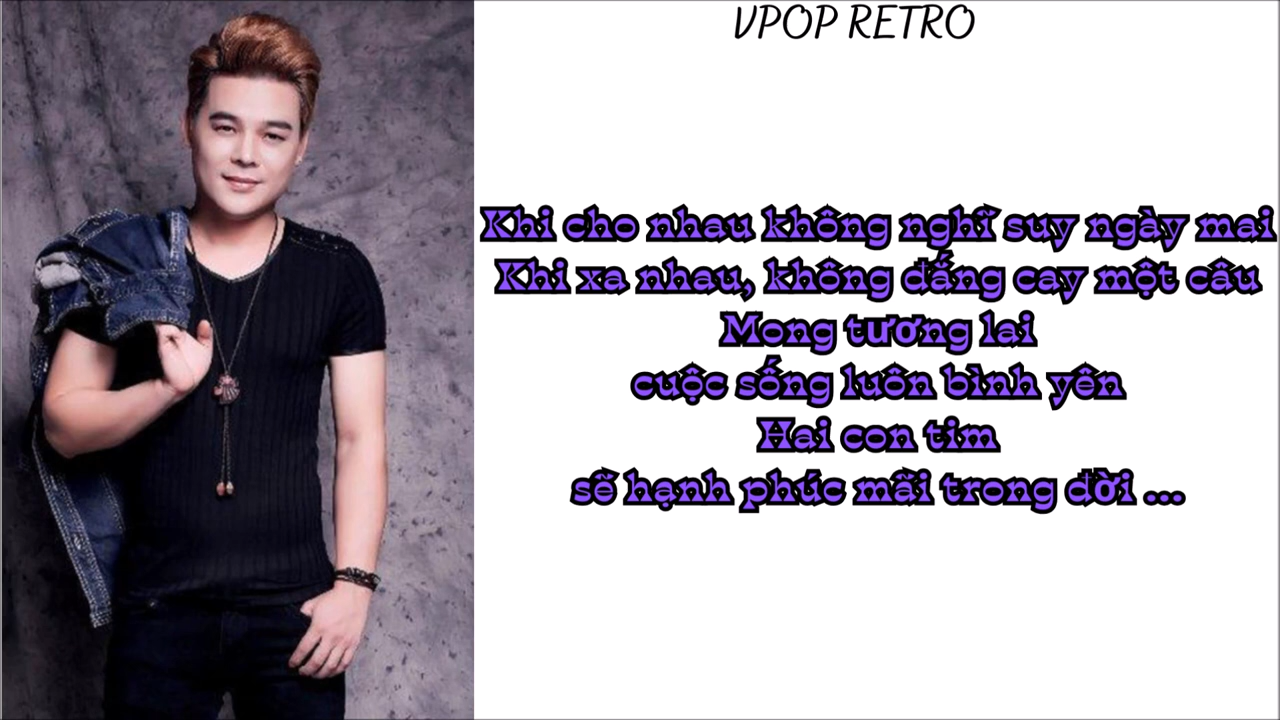 VPOP RETRO
Khi cho nhau không nghĩ suy ngày mai
Khi xa nhau, không đắng cay một câu
Mong tương lai
cuộc sống luôn bình yên
Hai con tim
sẽ hạnh phúc mãi trong đời ...